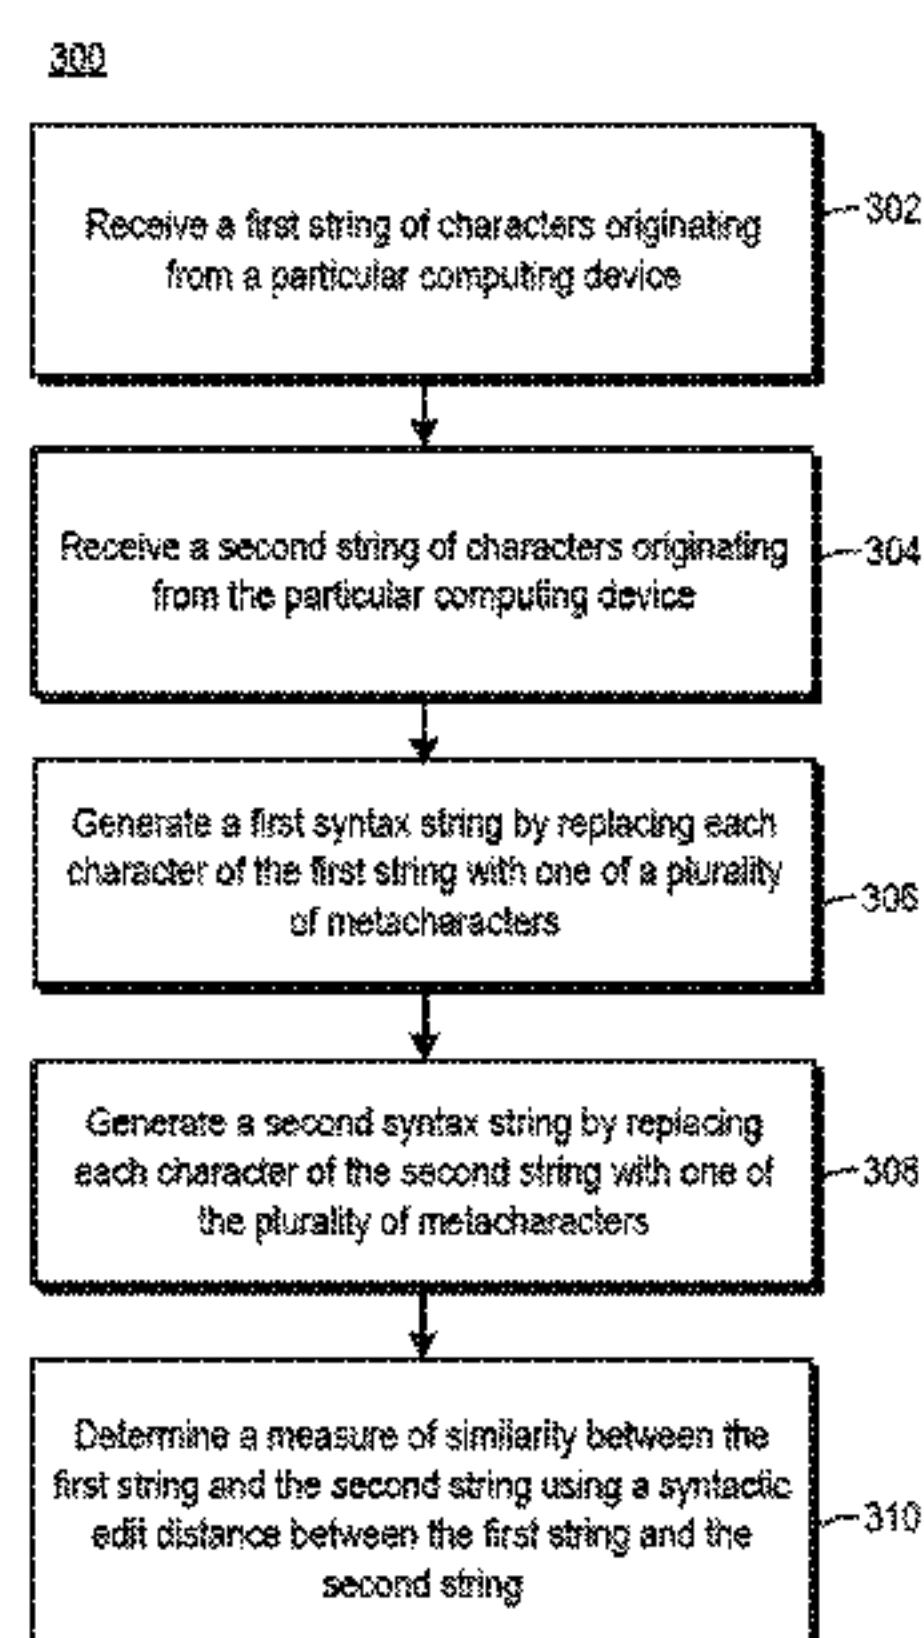 300
Receive a first string of characters originating
from a particular computing device
302
Receive a second string of characters originating
from the particular computing device
304
Generate a first syntax string by replacing each
character of the first string with one of a plurality
of metacharacters
306
Generate a second syntax string by replacing
each character of the second string with one of
the plurality of metacharacters
308
Determine a measure of similarity between the
first string and the second string using a syntactic
edit distance between the first string and the
second string
310